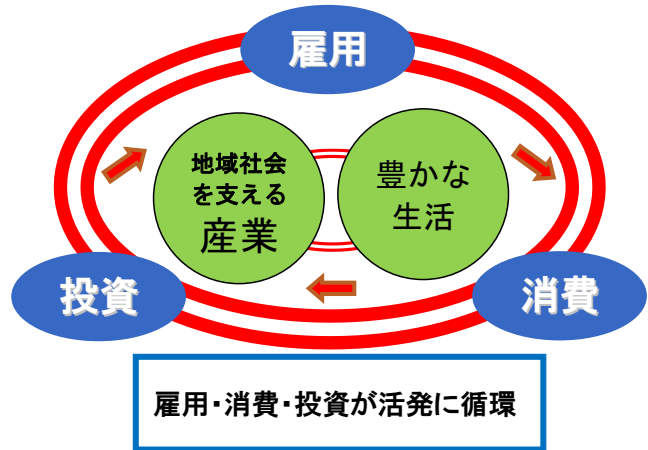 雇用
地域社会
を支える
産業
豊かな
生活
投資
消費
雇用・消費・投資が活発に循環